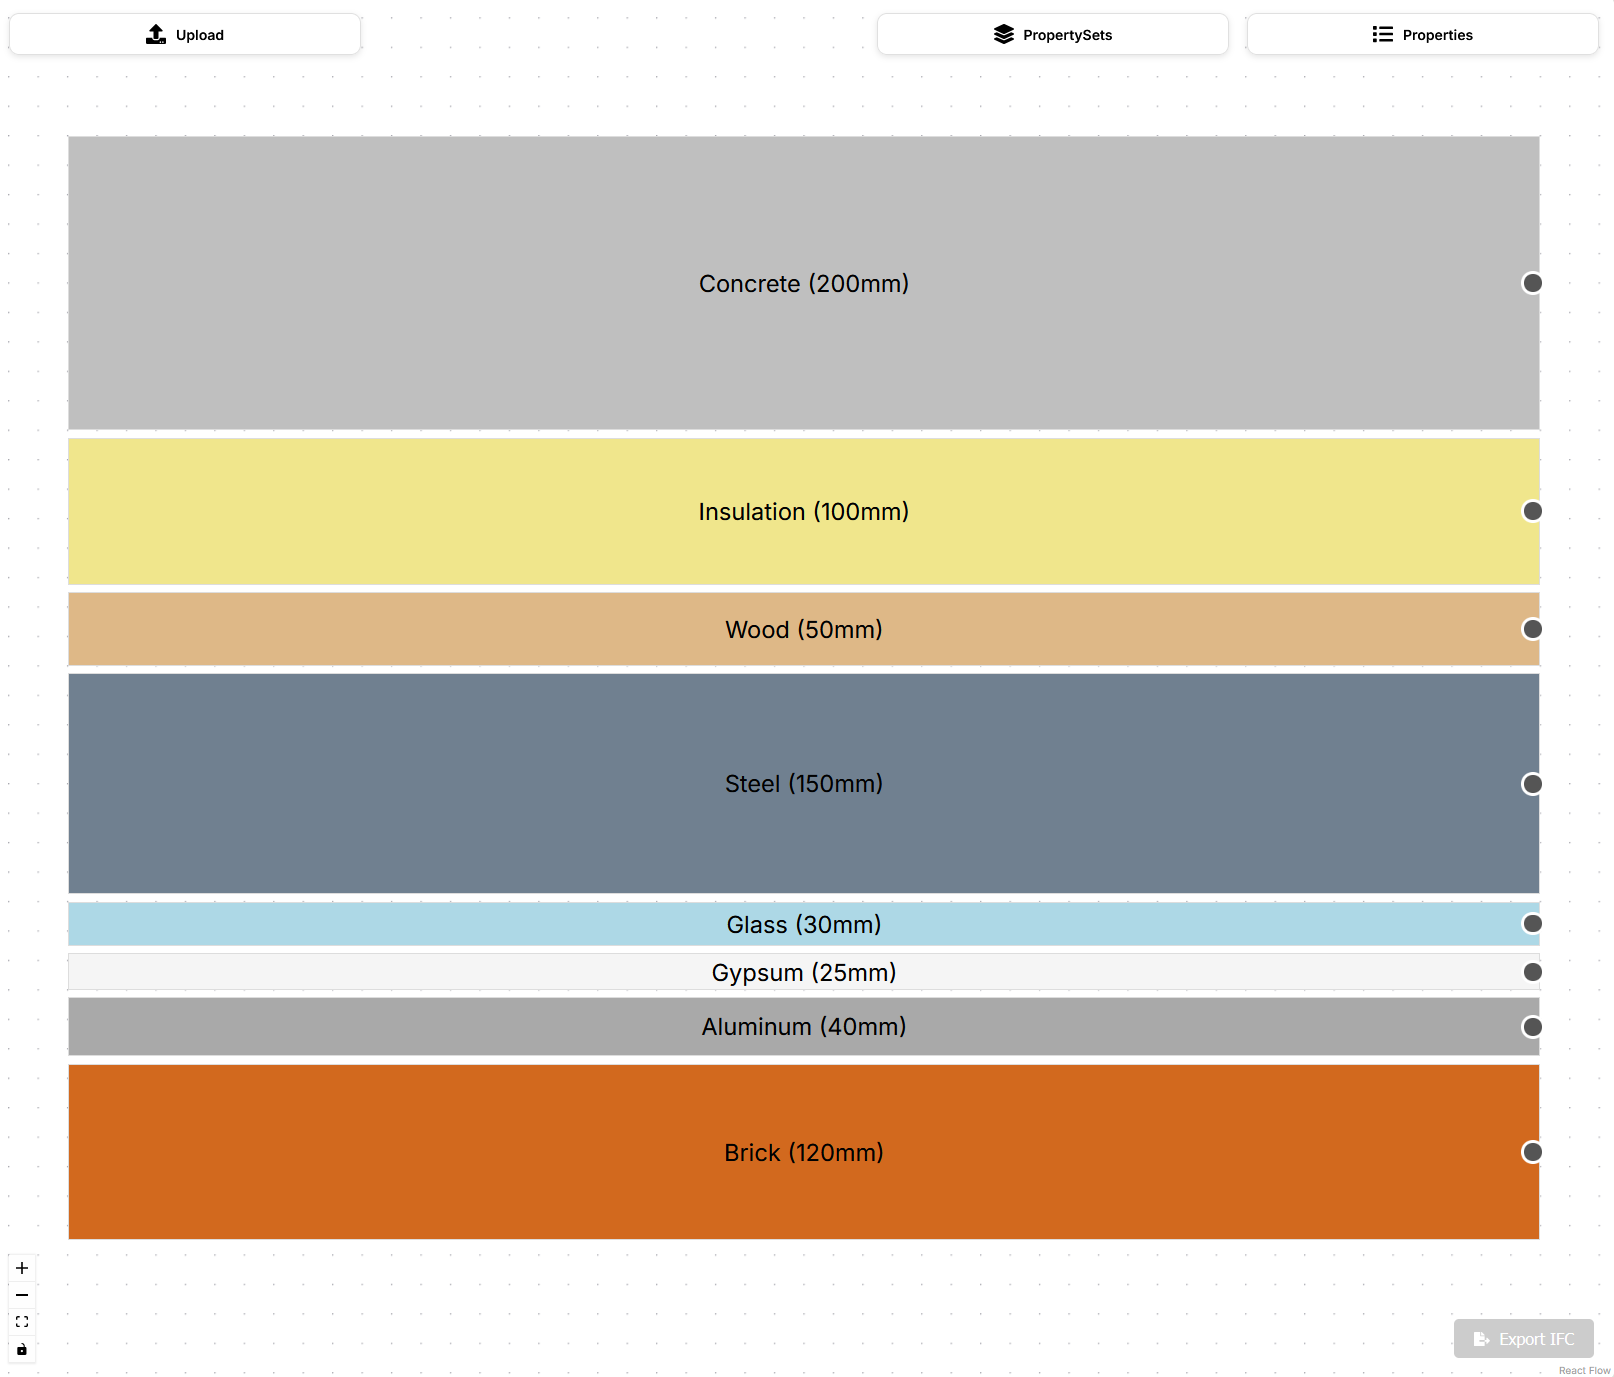 Upload
PropertySets
Properties
Concrete (200mm)
Insulation (100mm)
Wood (50mm)
Steel (150mm)
Glass (30mm)
Gypsum (25mm)
Aluminum (40mm)
Brick (120mm)
Export IFC
React Flow